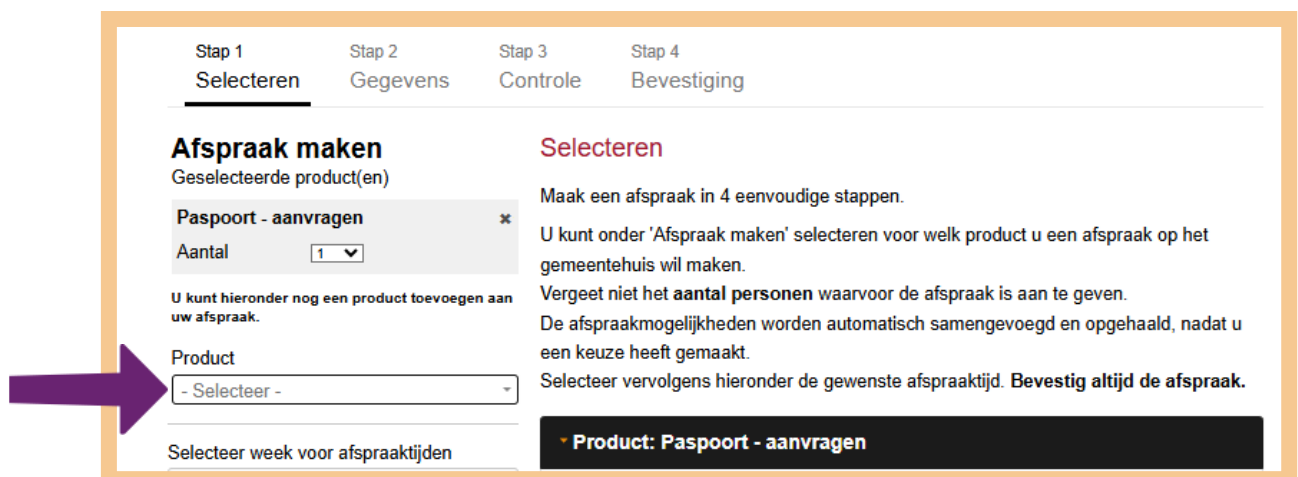 Stap 1
Selecteren
Stap 2
Gegevens
Stap 3
Controle
Stap 4
Bevestiging
Afspraak maken
Geselecteerde product(en)
Paspoort - aanvragen ✖
Aantal 1
U kunt hieronder nog een product toevoegen aan
uw afspraak.
Product
- Selecteer -
Selecteer week voor afspraaktijden
Selecteren
Maak een afspraak in 4 eenvoudige stappen.
U kunt onder 'Afspraak maken' selecteren voor welk product u een afspraak op het
gemeentehuis wil maken.
Vergeet niet het aantal personen waarvoor de afspraak is aan te geven.
De afspraakmogelijkheden worden automatisch samengevoegd en opgehaald, nadat u
een keuze heeft gemaakt.
Selecteer vervolgens hieronder de gewenste afspraaktijd. Bevestig altijd de afspraak.
Product: Paspoort - aanvragen